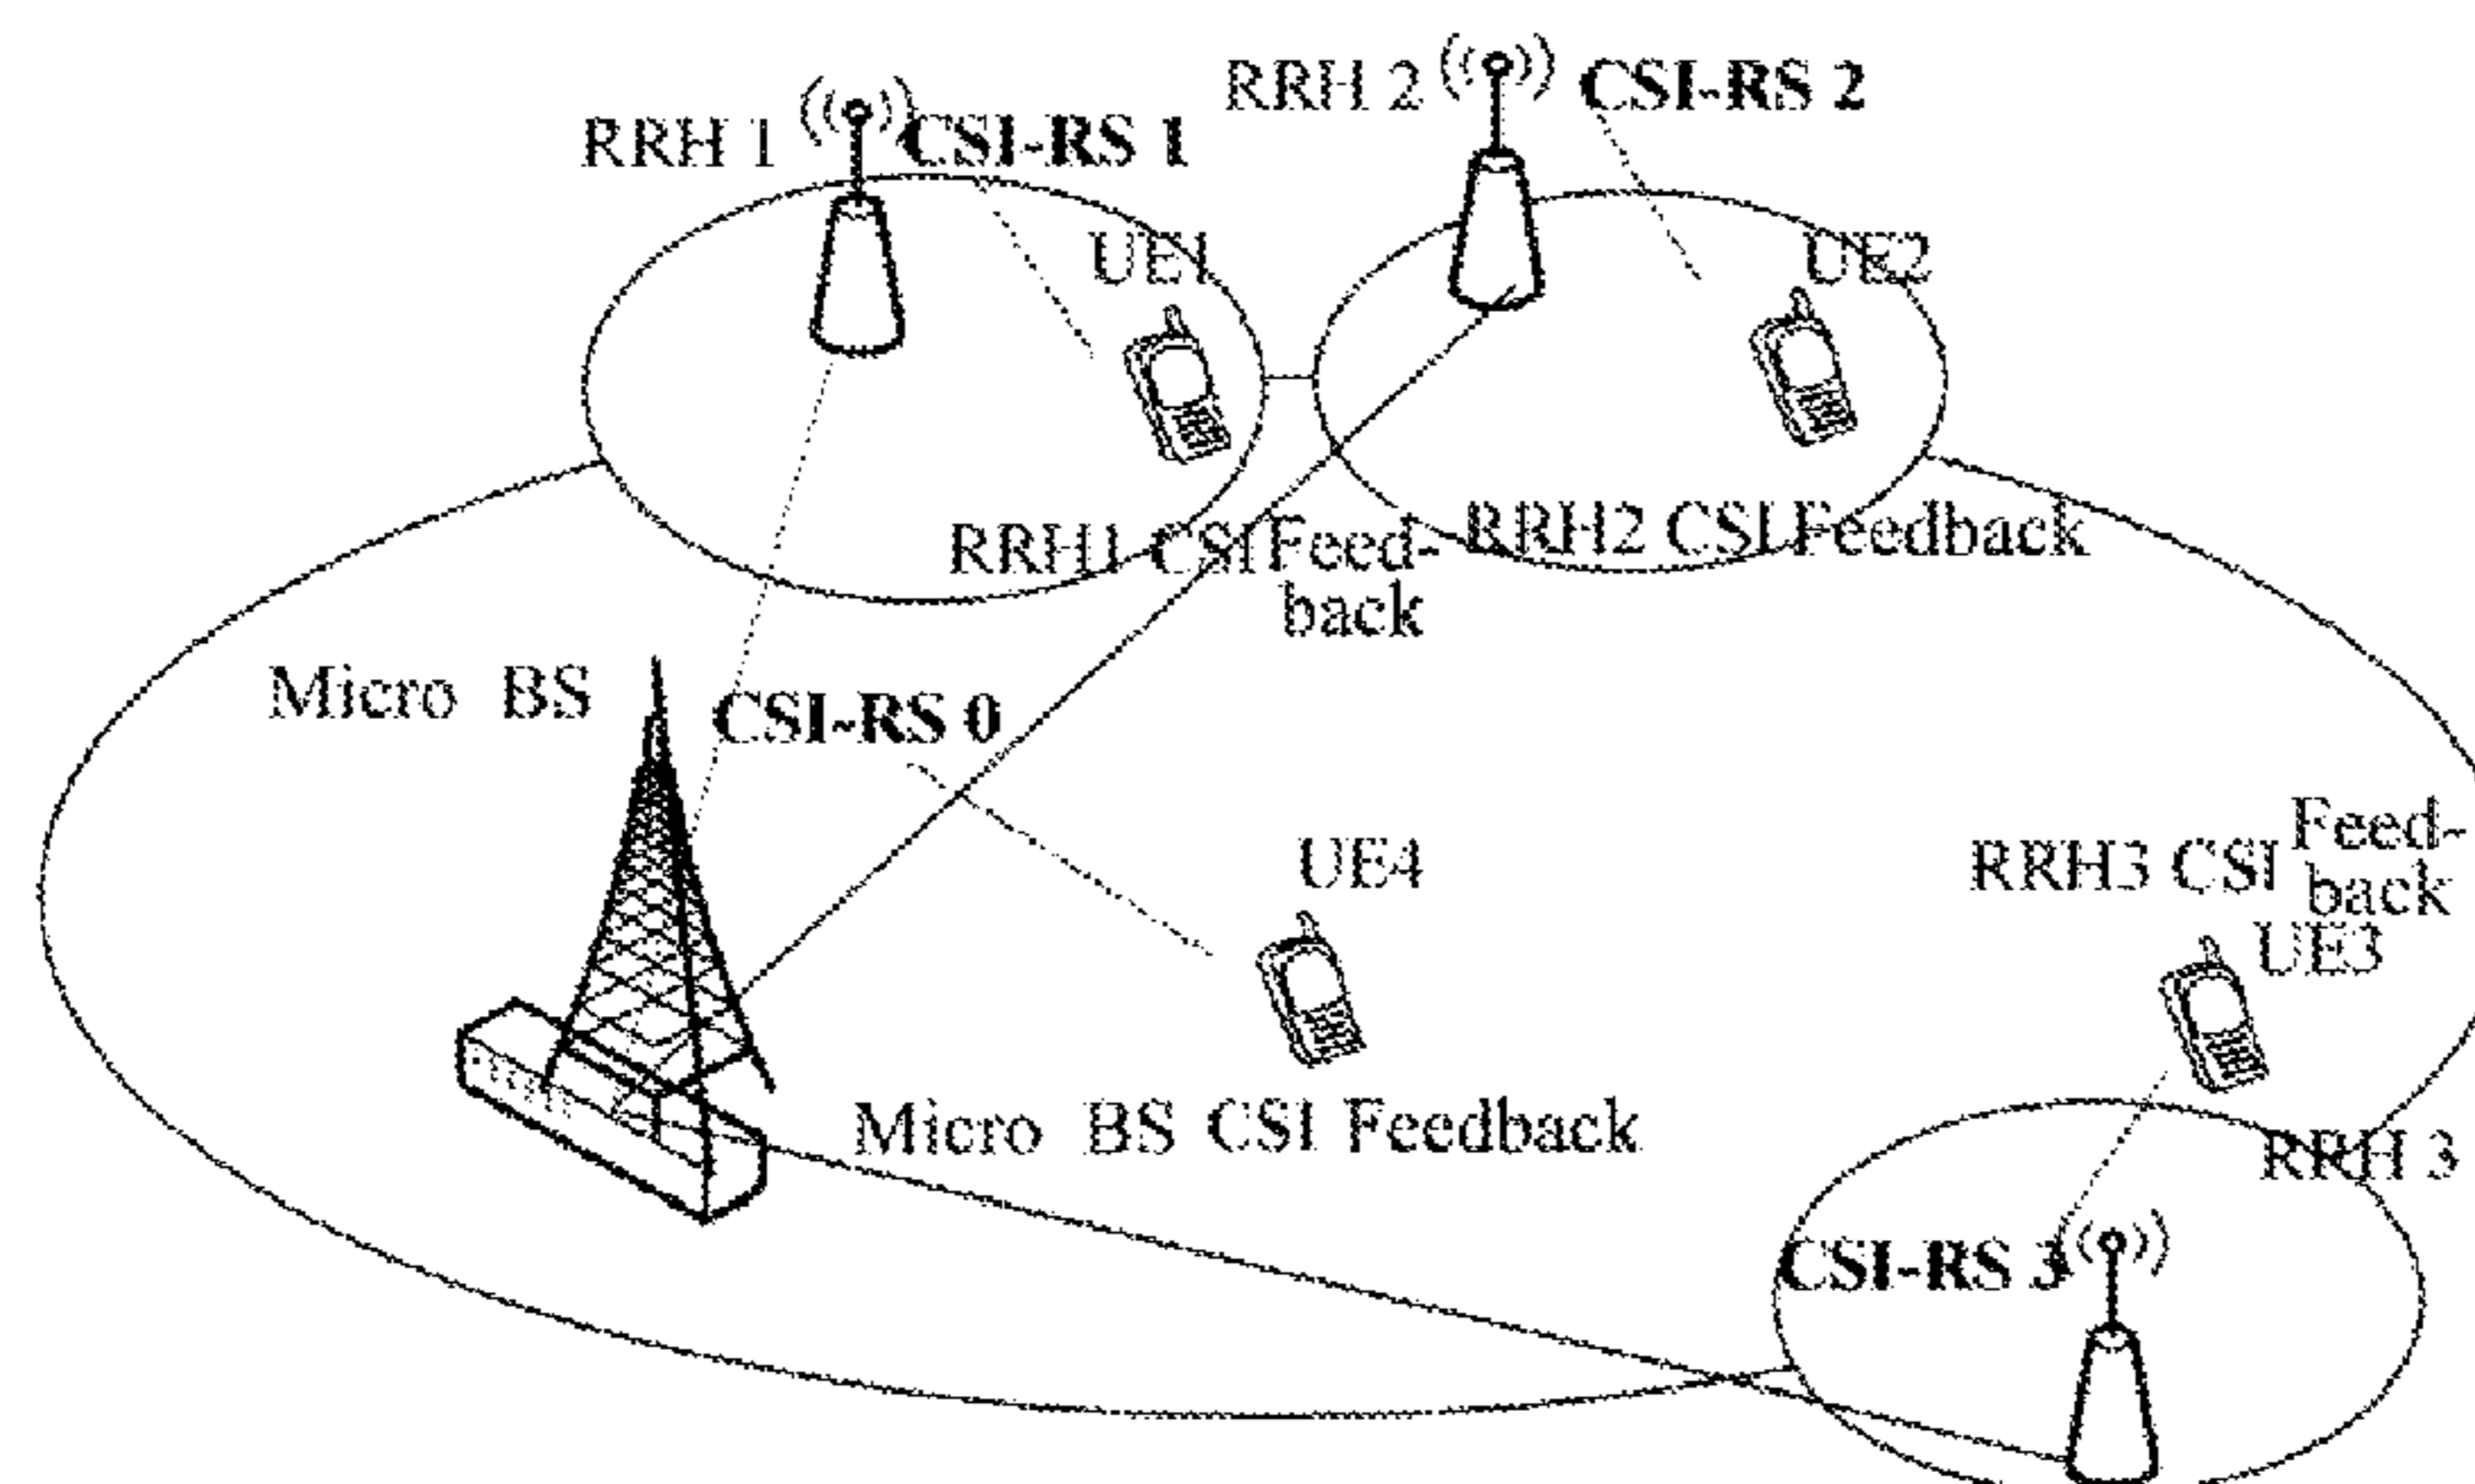 RRH 1
CSI-RS 1
RRH 2
CSI-RS 2
UE1
UE2
RRH1 CSI Feed-
back
RRH2 CSI Feedback
Micro BS
CSI-RS 0
UE4
RRH3 CSI Feed-
back
UE3
Micro BS CSI Feedback
RRH 3
CSI-RS 3